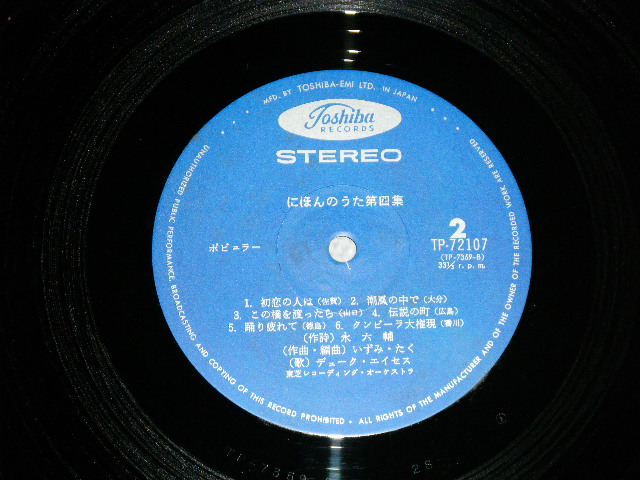 MFD. BY TOSHIBA-EMI LTD. IN JAPAN
Toshiba
RECORDS
STEREO
にほんのうた第四集
2
ポピュラー
TP-72107
(TP-7359-B)
33⅓ r.p.m.
1. 初恋の人は(佐賀) 2. 潮風の中で(大分)
3. この橋を渡ったら(山口) 4. 伝説の町(広島)
5. 踊り疲れて(徳島) 6. クンピーラ大権現(香川)
(作詩) 永六輔
(作曲・編曲) いずみ・たく
(歌) デューク・エイセス
東芝レコーディング・オーケストラ
UNAUTHORIZED PUBLIC PERFORMANCE BROADCASTING AND COPYING OF THIS RECORD PROHIBITED • ALL RIGHTS OF THE MANUFACTURER AND OF THE OWNER OF THE RECORDED WORK ARE RESERVED